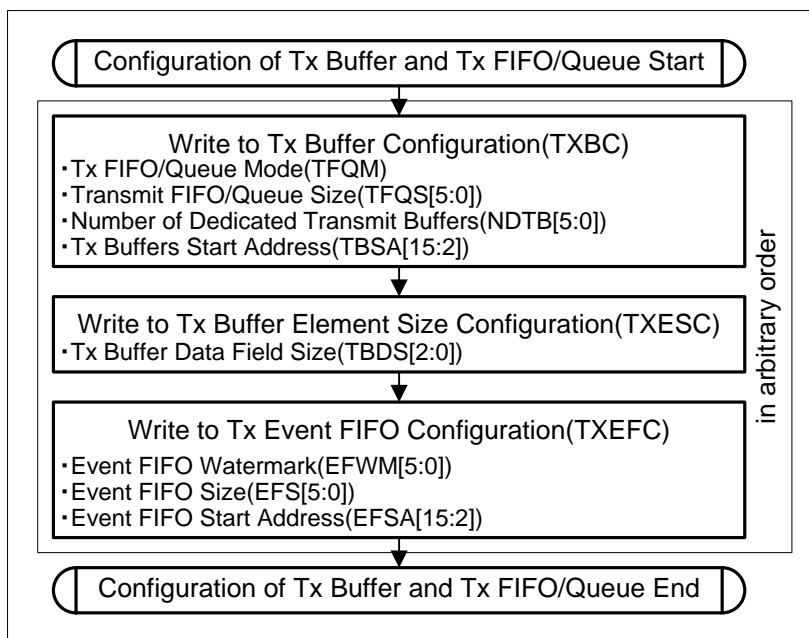 Configuration of Tx Buffer and Tx FIFO/Queue Start
Write to Tx Buffer Configuration(TXBC)
・Tx FIFO/Queue Mode(TFQM)
・Transmit FIFO/Queue Size(TFQS[5:0])
・Number of Dedicated Transmit Buffers(NDTB[5:0])
・Tx Buffers Start Address(TBSA[15:2])
Write to Tx Buffer Element Size Configuration(TXESC)
・Tx Buffer Data Field Size(TBDS[2:0])
Write to Tx Event FIFO Configuration(TXEFC)
・Event FIFO Watermark(EFWM[5:0])
・Event FIFO Size(EFS[5:0])
・Event FIFO Start Address(EFSA[15:2])
in arbitrary order
Configuration of Tx Buffer and Tx FIFO/Queue End